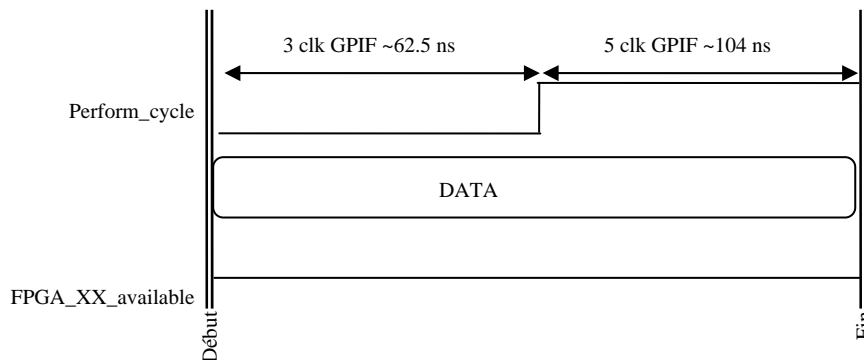 3 clk GPIF ~62.5 ns
5 clk GPIF ~104 ns
Perform_cycle
DATA
FPGA_XX_available
Début
Fin